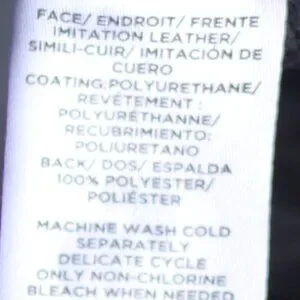 FACE/ ENDROIT/ FRENTE
IMITATION LEATHER/
SIMILI-CUIR/ IMITACIÓN DE
CUERO
COATING:POLYURETHANE/
REVÊTEMENT :
POLYURÉTHANNE/
RECUBRIMIENTO:
POLIURETANO
BACK/ DOS/ ESPALDA
100% POLYESTER/
POLIÉSTER
MACHINE WASH COLD
SEPARATELY
DELICATE CYCLE
ONLY NON-CHLORINE
BLEACH WHEN NEEDED